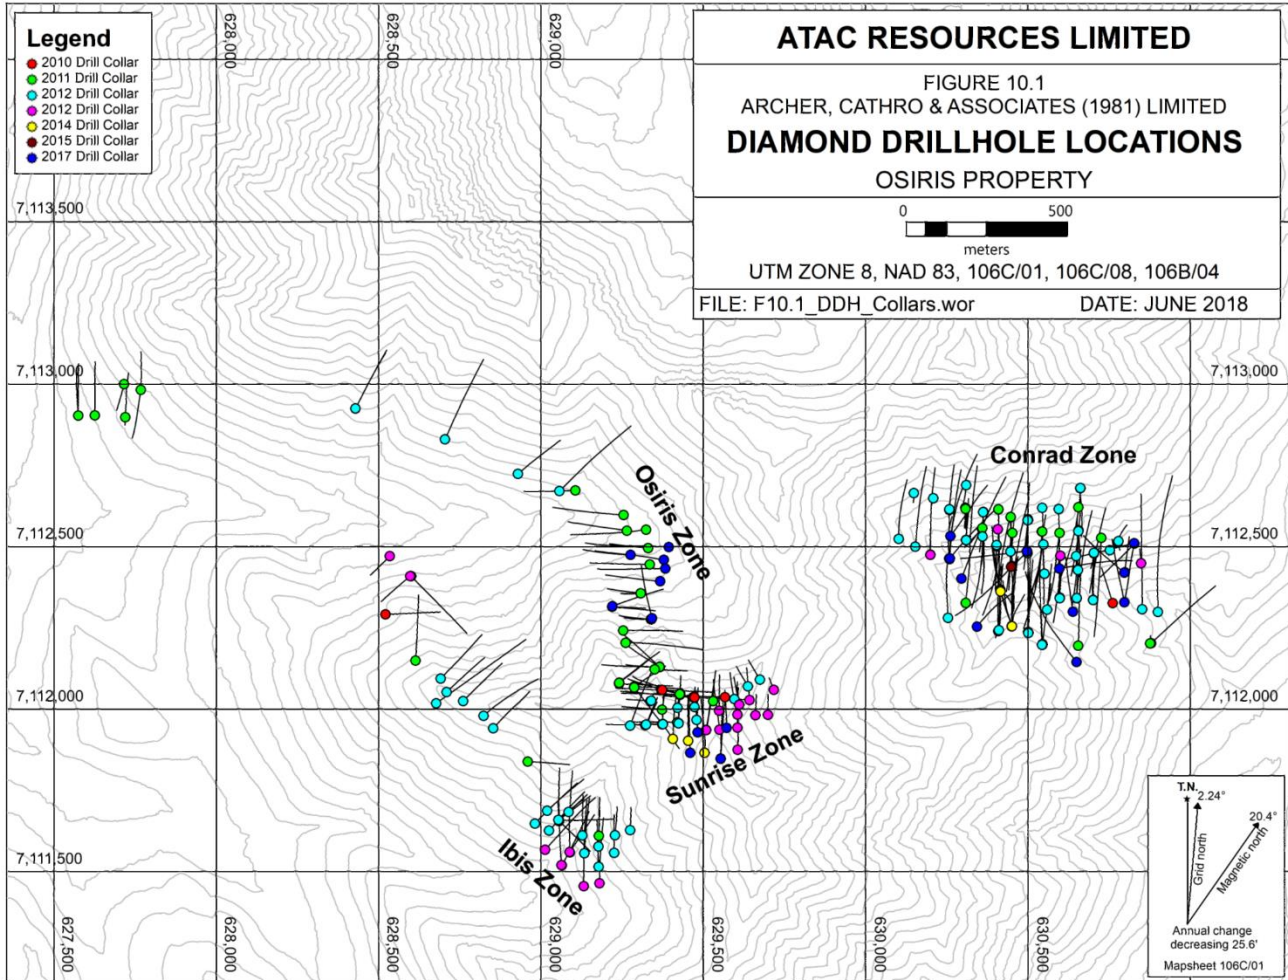 Legend
2010 Drill Collar
2011 Drill Collar
2012 Drill Collar
2012 Drill Collar
2014 Drill Collar
2015 Drill Collar
2017 Drill Collar
628,000
628,500
629,000
ATAC RESOURCES LIMITED
FIGURE 10.1
ARCHER, CATHRO & ASSOCIATES (1981) LIMITED
DIAMOND DRILLHOLE LOCATIONS
OSIRIS PROPERTY
0 500
meters
UTM ZONE 8, NAD 83, 106C/01, 106C/08, 106B/04
FILE: F10.1_DDH_Collars.wor DATE: JUNE 2018
7,113,500
7,113,000 7,113,000
Conrad Zone
Osiris Zone
7,112,500 7,112,500
7,112,000 7,112,000
Sunrise Zone
Ibis Zone
7,111,500
T.N.
2.24°
20.4°
Grid north
Magnetic north
Annual change
decreasing 25.6'
Mapsheet 106C/01
627,500
628,000
628,500
629,000
629,500
630,000
630,500